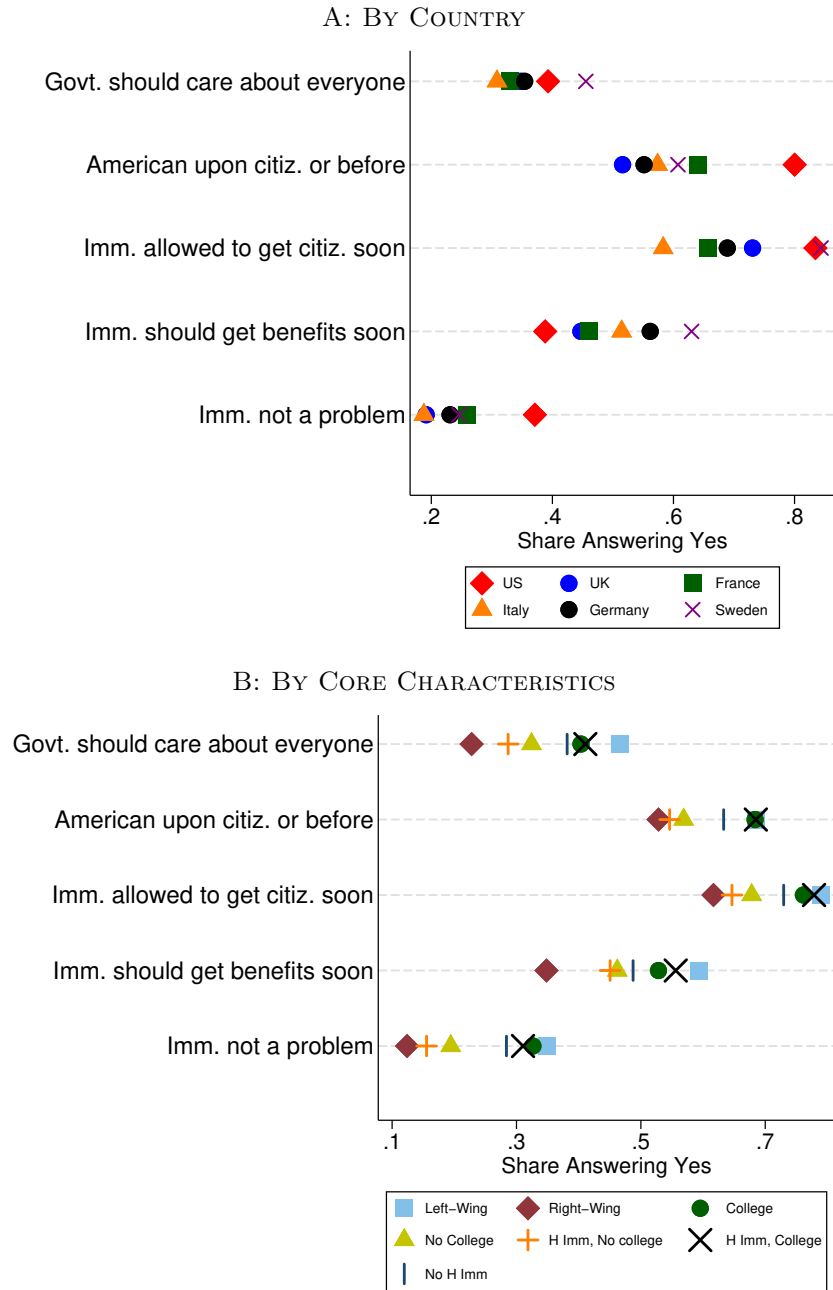 A: By Country
Govt. should care about everyone
American upon citiz. or before
Imm. allowed to get citiz. soon
Imm. should get benefits soon
Imm. not a problem
.2 .4 .6 .8
Share Answering Yes
US UK France
Italy Germany Sweden
B: By Core Characteristics
Govt. should care about everyone
American upon citiz. or before
Imm. allowed to get citiz. soon
Imm. should get benefits soon
Imm. not a problem
.1 .3 .5 .7
Share Answering Yes
Left−Wing Right−Wing College
No College H Imm, No college H Imm, College
No H Imm